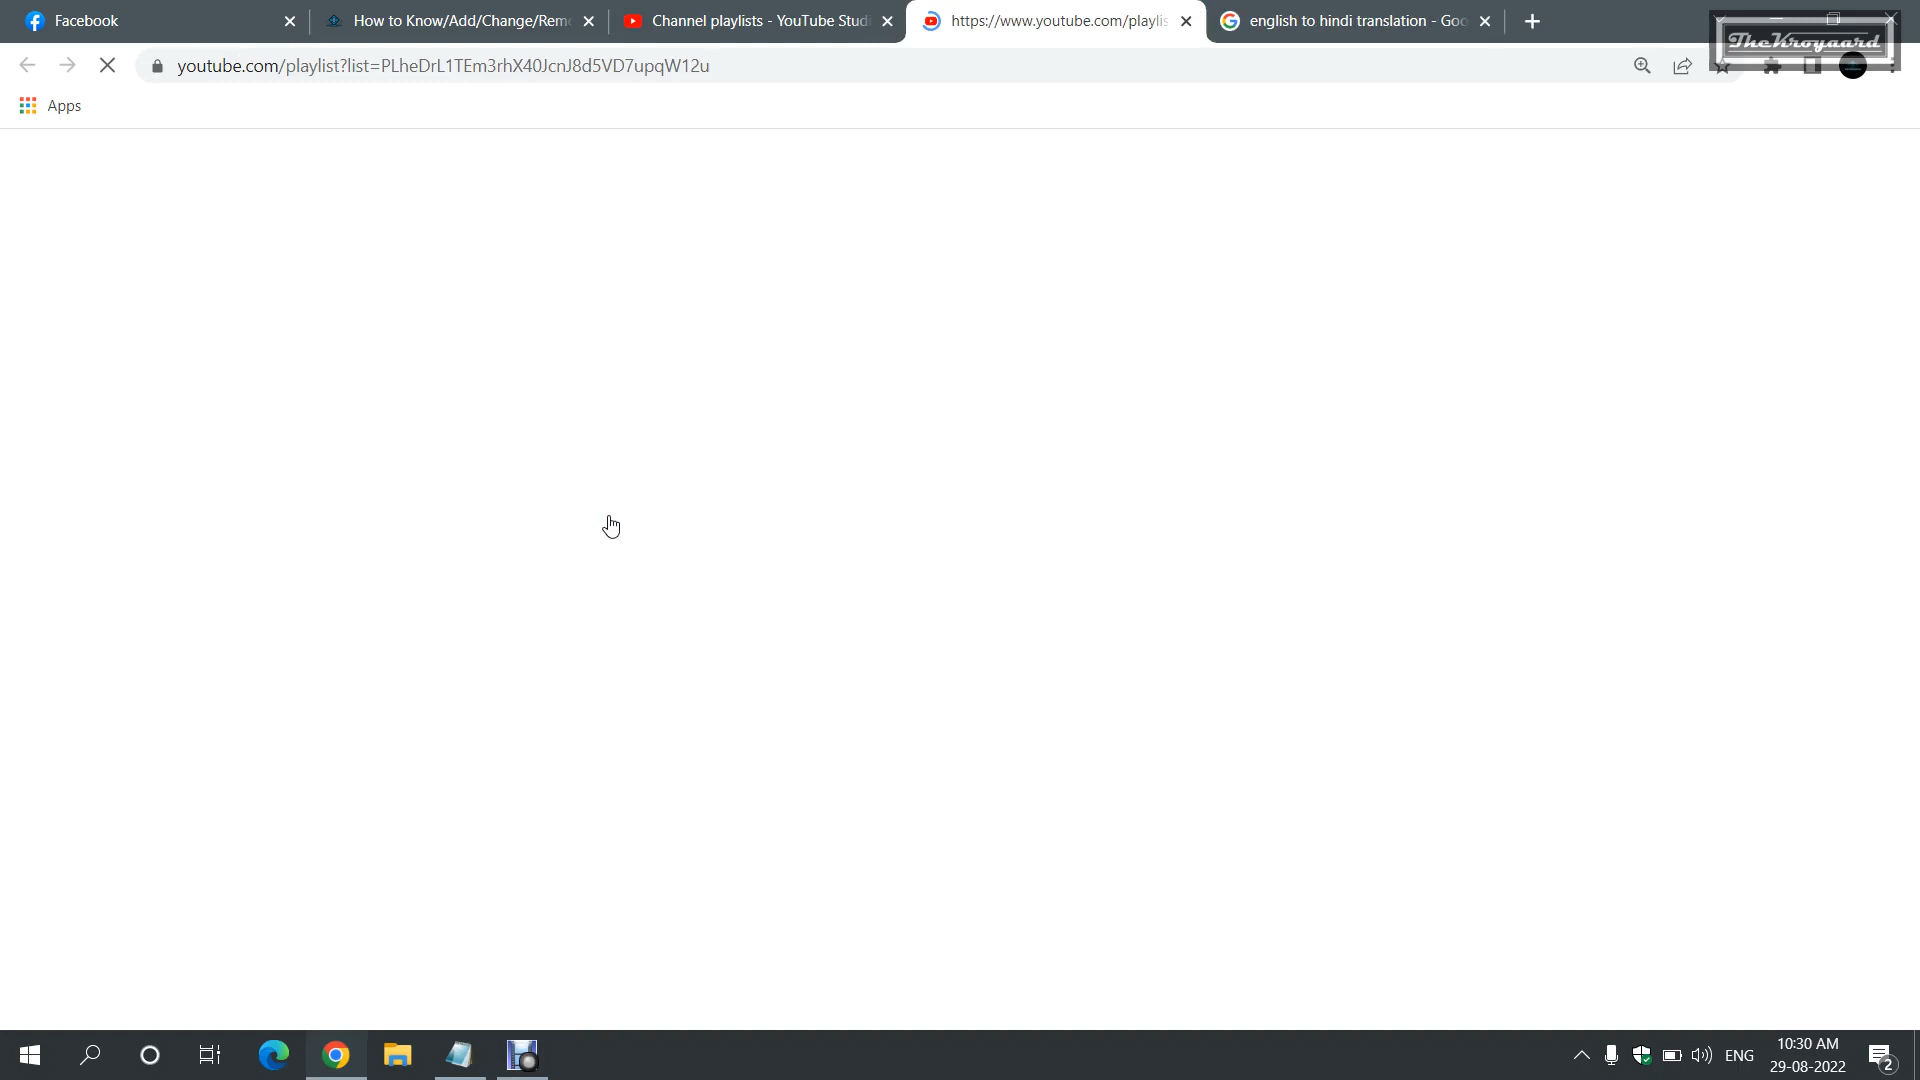 Facebook
How to Know/Add/Change/Rem
Channel playlists - YouTube Studi
https://www.youtube.com/playlis
english to hindi translation - Goo
TheKroyaard
youtube.com/playlist?list=PLheDrL1TEm3rhX40JcnJ8d5VD7upqW12u
Apps
ENG
10:30 AM
29-08-2022
2